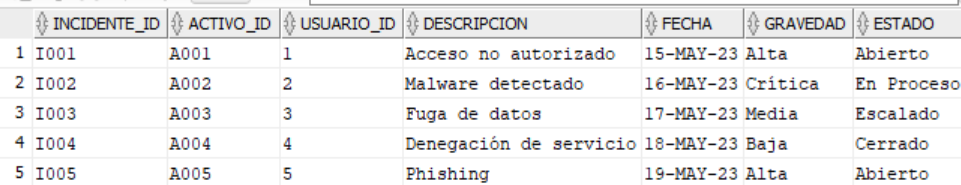 INCIDENTE_ID ACTIVO_ID USUARIO_ID DESCRIPCION FECHA GRAVEDAD ESTADO
1 I001 A001 1 Acceso no autorizado 15-MAY-23 Alta Abierto
2 I002 A002 2 Malware detectado 16-MAY-23 Crítica En Proceso
3 I003 A003 3 Fuga de datos 17-MAY-23 Media Escalado
4 I004 A004 4 Denegación de servicio 18-MAY-23 Baja Cerrado
5 I005 A005 5 Phishing 19-MAY-23 Alta Abierto